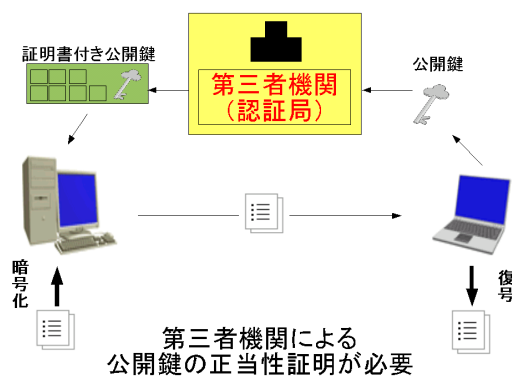 証明書付き公開鍵
第三者機関
（認証局）
公開鍵
暗号化
復号
第三者機関による
公開鍵の正当性証明が必要